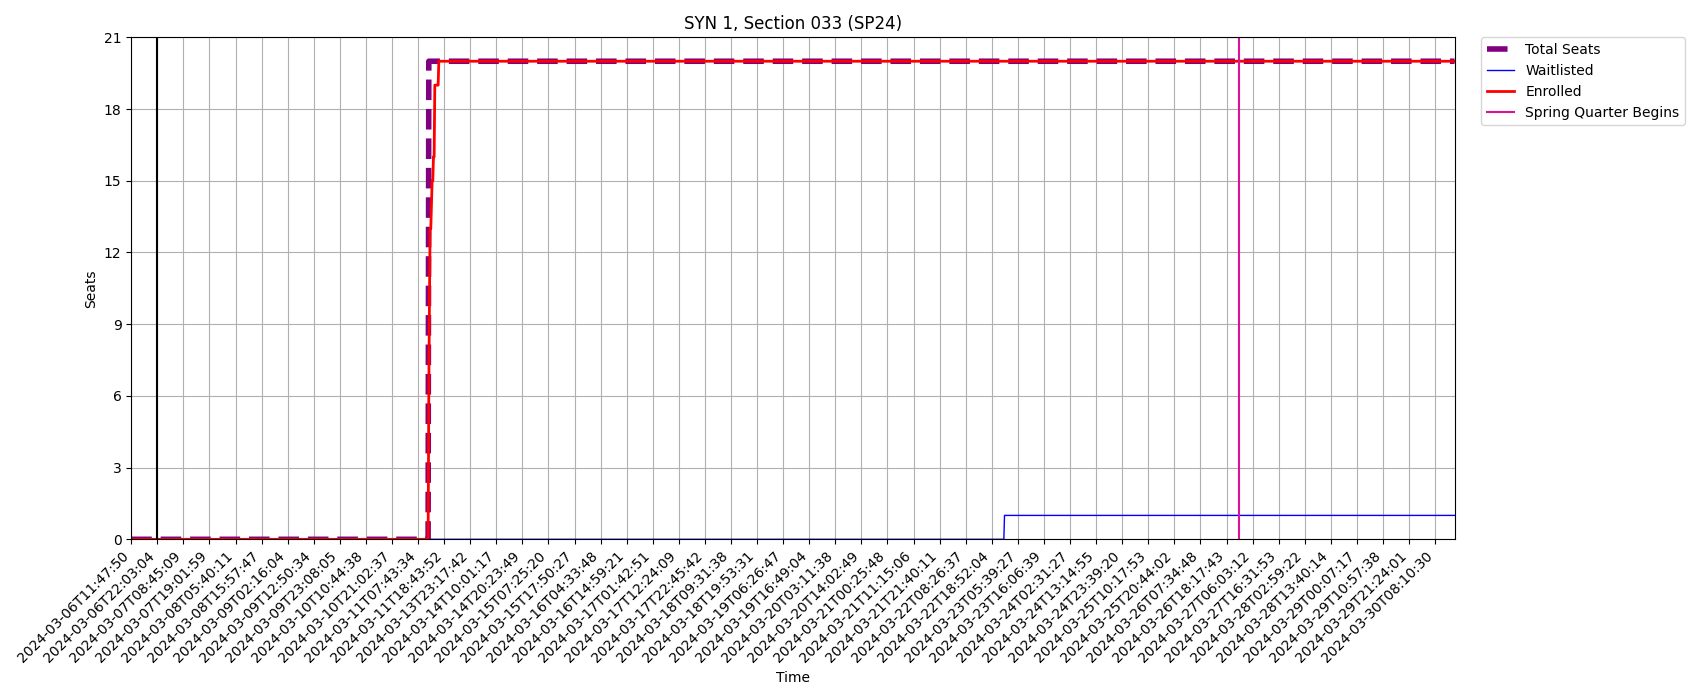 SYN 1, Section 033 (SP24)
21
18
15
12
9
6
3
0
Seats
Total Seats
Waitlisted
Enrolled
Spring Quarter Begins
2024-03-06T11:47:50
2024-03-06T22:03:04
2024-03-07T08:45:09
2024-03-07T19:01:59
2024-03-08T05:40:11
2024-03-08T15:57:47
2024-03-09T02:16:04
2024-03-09T12:50:34
2024-03-09T23:08:05
2024-03-10T10:44:38
2024-03-10T21:02:37
2024-03-11T07:43:34
2024-03-11T18:43:52
2024-03-13T23:17:42
2024-03-14T10:01:17
2024-03-14T20:23:49
2024-03-15T07:25:20
2024-03-15T17:50:27
2024-03-16T04:33:48
2024-03-16T14:59:21
2024-03-17T01:42:51
2024-03-17T12:24:09
2024-03-17T22:45:42
2024-03-18T09:31:38
2024-03-18T19:53:31
2024-03-19T06:26:47
2024-03-19T16:49:04
2024-03-20T03:11:38
2024-03-20T14:02:49
2024-03-21T00:25:48
2024-03-21T11:15:06
2024-03-21T21:40:11
2024-03-22T08:26:37
2024-03-22T18:52:04
2024-03-23T05:39:27
2024-03-23T16:06:39
2024-03-24T02:31:27
2024-03-24T13:14:55
2024-03-24T23:39:20
2024-03-25T10:17:53
2024-03-25T20:44:02
2024-03-26T07:34:48
2024-03-26T18:17:43
2024-03-27T06:03:12
2024-03-27T16:31:53
2024-03-28T02:59:22
2024-03-28T13:40:14
2024-03-29T00:07:17
2024-03-29T10:57:38
2024-03-29T21:24:01
2024-03-30T08:10:30
Time